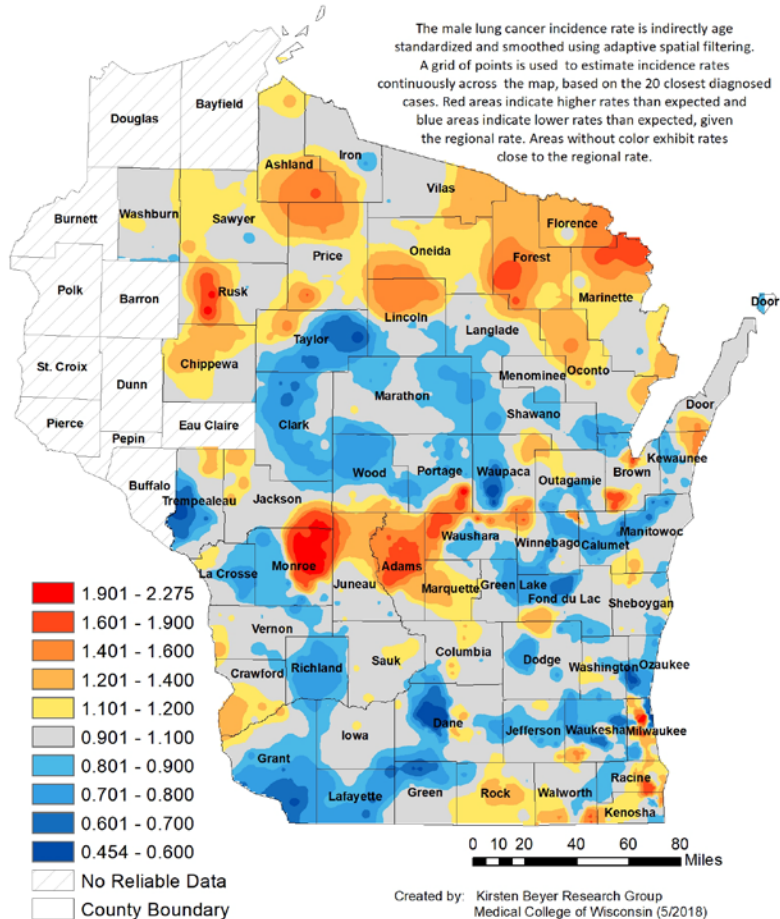 The male lung cancer incidence rate is indirectly age
standardized and smoothed using adaptive spatial filtering.
A grid of points is used to estimate incidence rates
continuously across the map, based on the 20 closest diagnosed
cases. Red areas indicate higher rates than expected and
blue areas indicate lower rates than expected, given
the regional rate. Areas without color exhibit rates
close to the regional rate.
Bayfield
Douglas
Iron
Ashland
Vilas
Burnett
Washburn
Sawyer
Florence
Oneida
Price
Forest
Polk
Barron
Rusk
Marinette
Door
Lincoln
Taylor
Langlade
St. Croix
Chippewa
Oconto
Dunn
Menominee
Marathon
Door
Shawano
Pierce
Eau Claire
Clark
Pepin
Kewaunee
Wood
Portage
Waupaca
Brown
Outagamie
Buffalo
Trempealeau
Jackson
Manitowoc
Waushara
Winnebago
Calumet
La Crosse
Monroe
Adams
Juneau
Marquette
Green Lake
Fond du Lac
Sheboygan
Vernon
Columbia
Sauk
Dodge
Washington
Ozaukee
Crawford
Richland
Dane
Iowa
Jefferson
Waukesha
Milwaukee
Grant
Racine
Lafayette
Green
Rock
Walworth
Kenosha
1.901 - 2.275
1.601 - 1.900
1.401 - 1.600
1.201 - 1.400
1.101 - 1.200
0.901 - 1.100
0.801 - 0.900
0.701 - 0.800
0.601 - 0.700
0.454 - 0.600
No Reliable Data
County Boundary
0 10 20 40 60 80
Miles
Created by: Kirsten Beyer Research Group
Medical College of Wisconsin (5/2018)